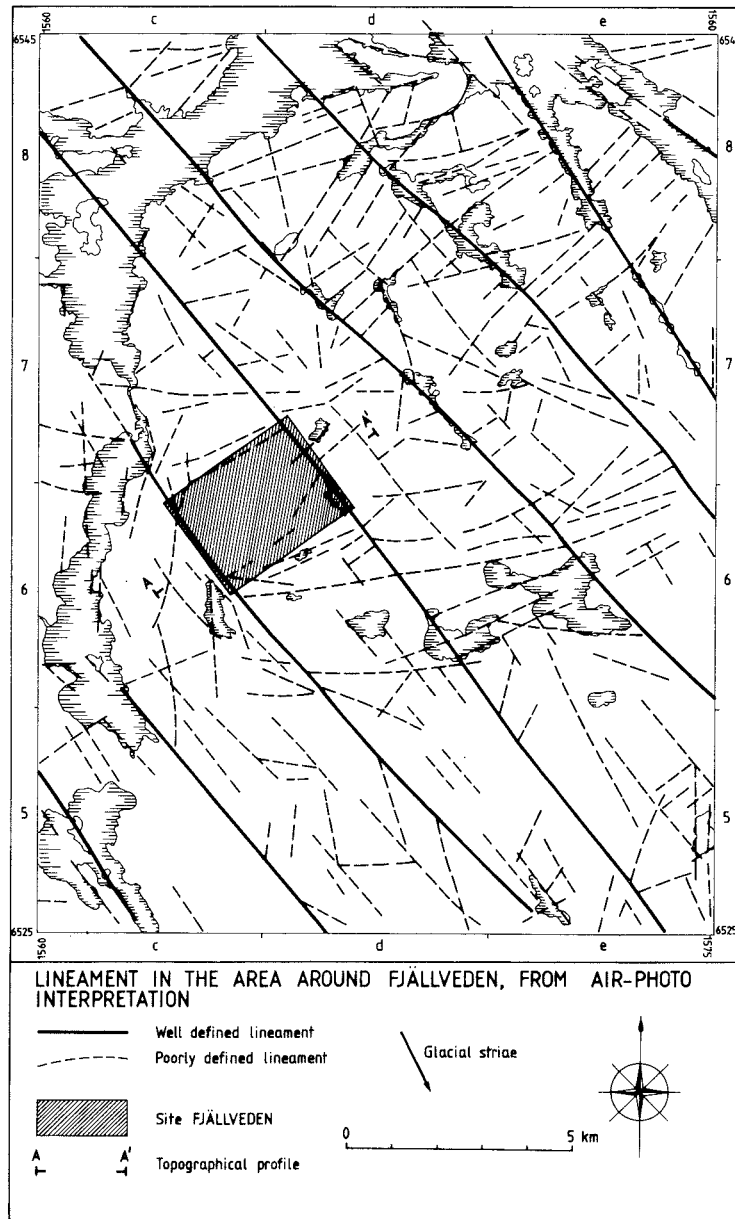 1560 c d e 1560
6545 6545
8 8
7 7
A'
6 6
A
5 5
6525 6525
1560 c d e 1575
LINEAMENT IN THE AREA AROUND FJÄLLVEDEN, FROM AIR-PHOTO
INTERPRETATION
Well defined lineament
Poorly defined lineament
Glacial striae
Site FJÄLLVEDEN
0 5 km
A A' Topographical profile